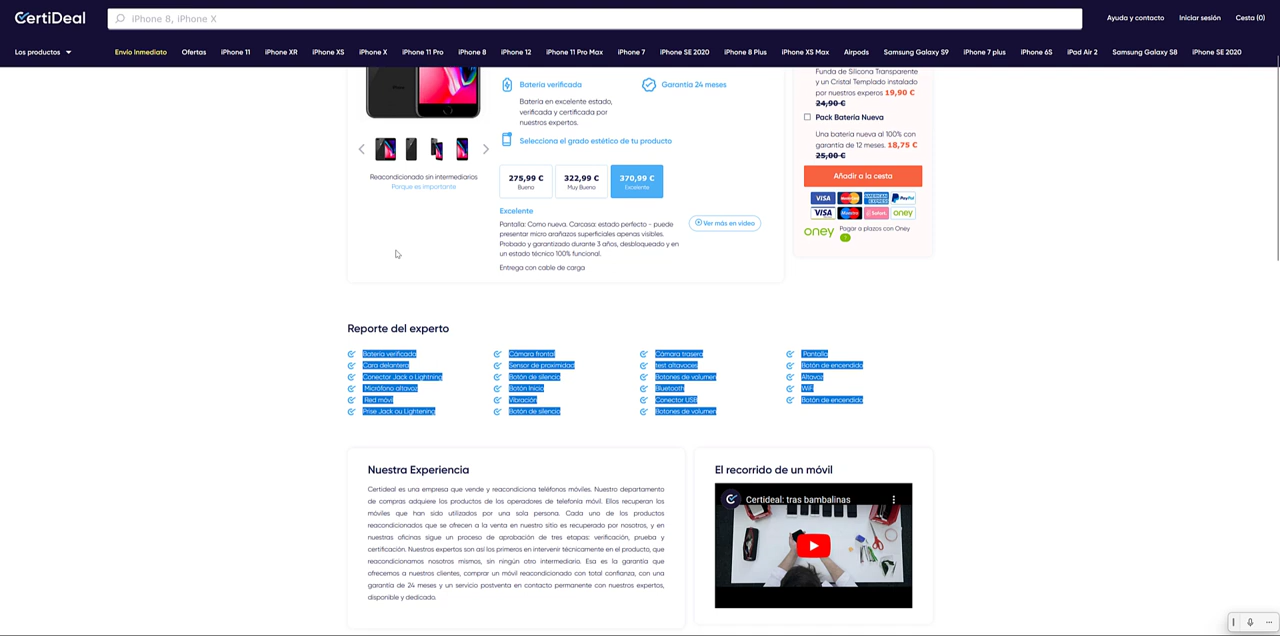 CertiDeal
iPhone 8, iPhone X
Ayuda y contacto
Iniciar sesión
Cesta (0)
Los productos
Envío Inmediato
Ofertas
iPhone 11
iPhone XR
iPhone XS
iPhone X
iPhone 11 Pro
iPhone 8
iPhone 12
iPhone 11 Pro Max
iPhone 7
iPhone SE 2020
iPhone 8 Plus
iPhone XS Max
Airpods
Samsung Galaxy S9
iPhone 7 plus
iPhone 6S
iPad Air 2
Samsung Galaxy S8
iPhone SE 2020
Reacondicionado sin intermediarios
Porque es importante
Batería verificada
Garantía 24 meses
Batería en excelente estado,
verificada y certificada por
nuestros expertos.
Selecciona el grado estético de tu producto
275,99 €
Bueno
322,99 €
Muy Bueno
370,99 €
Excelente
Excelente
Pantalla: Como nueva. Carcasa: estado perfecto - puede
presentar micro arañazos superficiales apenas visibles.
Probado y garantizado durante 3 años, desbloqueado y en
un estado técnico 100% funcional.
Entrega con cable de carga
Ver más en video
Funda de Silicona Transparente
y un Cristal Templado instalado
por nuestros experos 19,90 €
24,90 €
Pack Batería Nueva
Una batería nueva al 100% con
garantía de 12 meses. 18,75 €
25,00 €
Añadir a la cesta
VISA
MasterCard
AMERICAN EXPRESS
PayPal
VISA
Maestro
Sofort.
oney
oney
Pagar a plazos con Oney
?
Reporte del experto
Batería verificada
Cámara frontal
Cámara trasera
Pantalla
Cara delantera
Sensor de proximidad
test altavoces
Botón de encendido
Conector Jack o Lightning
Botón de silencio
Botones de volumen
Altavoz
Micrófono altavoz
Botón Inicio
Bluetooth
WiFi
Red móvil
Vibración
Conector USB
Botón de encendido
Prise Jack ou Lightening
Botón de silencio
Botones de volumen
Nuestra Experiencia
Certideal es una empresa que vende y reacondiciona teléfonos móviles. Nuestro departamento
de compras adquiere los productos de los operadores de telefonía móvil. Ellos recuperan los
móviles que han sido utilizados por una sola persona. Cada uno de los productos
reacondicionados que se ofrecen a la venta en nuestro sitio es recuperado por nosotros, y en
nuestras oficinas sigue un proceso de aprobación de tres etapas: verificación, prueba y
certificación. Nuestros expertos son así los primeros en intervenir técnicamente en el producto, que
reacondicionamos nosotros mismos, sin ningún otro intermediario. Esa es la garantía que
ofrecemos a nuestros clientes, comprar un móvil reacondicionado con total confianza, con una
garantía de 24 meses y un servicio postventa en contacto permanente con nuestros expertos,
disponible y dedicado.
El recorrido de un móvil
Certideal: tras bambalinas